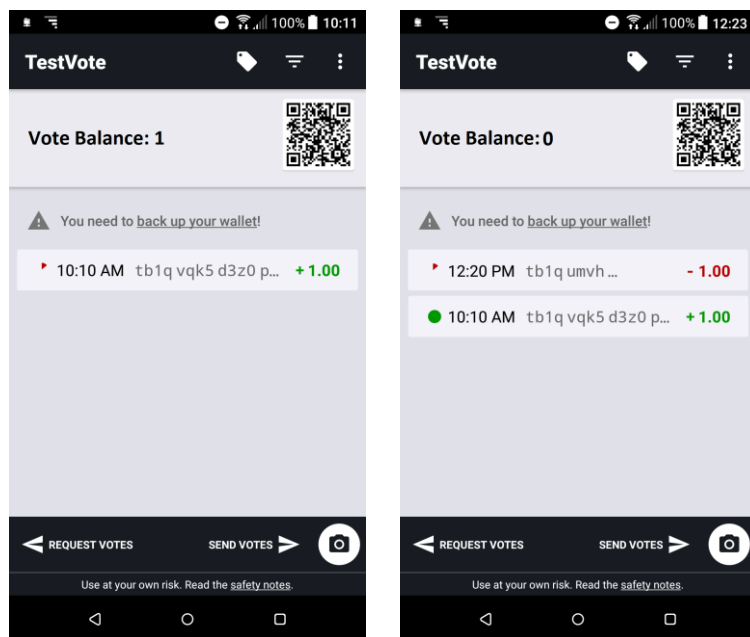 100% 10:11
TestVote
Vote Balance: 1
You need to back up your wallet!
10:10 AM tb1q vqk5 d3z0 p... + 1.00
REQUEST VOTES SEND VOTES
Use at your own risk. Read the safety notes.
100% 12:23
TestVote
Vote Balance: 0
You need to back up your wallet!
12:20 PM tb1q umvh ... - 1.00
10:10 AM tb1q vqk5 d3z0 p... + 1.00
REQUEST VOTES SEND VOTES
Use at your own risk. Read the safety notes.